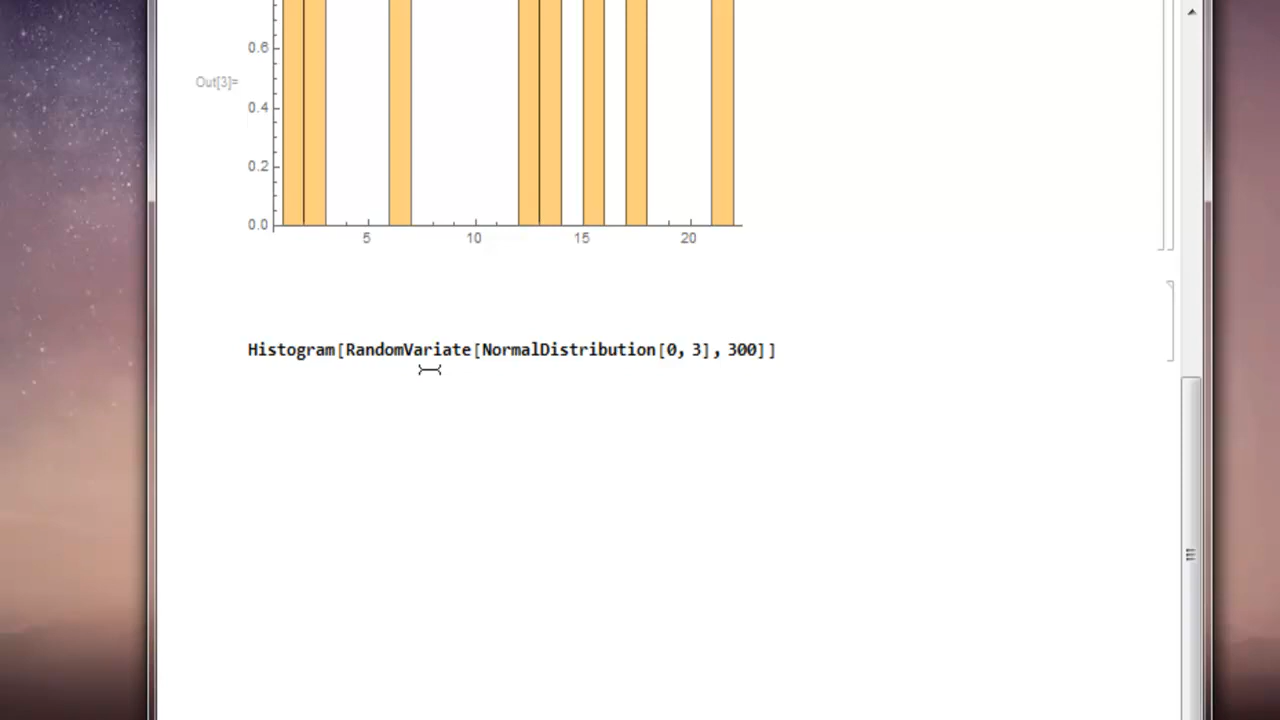 0.6
Out[3]=
0.4
0.2
0.0
5 10 15 20
Histogram[RandomVariate[NormalDistribution[0, 3], 300]]